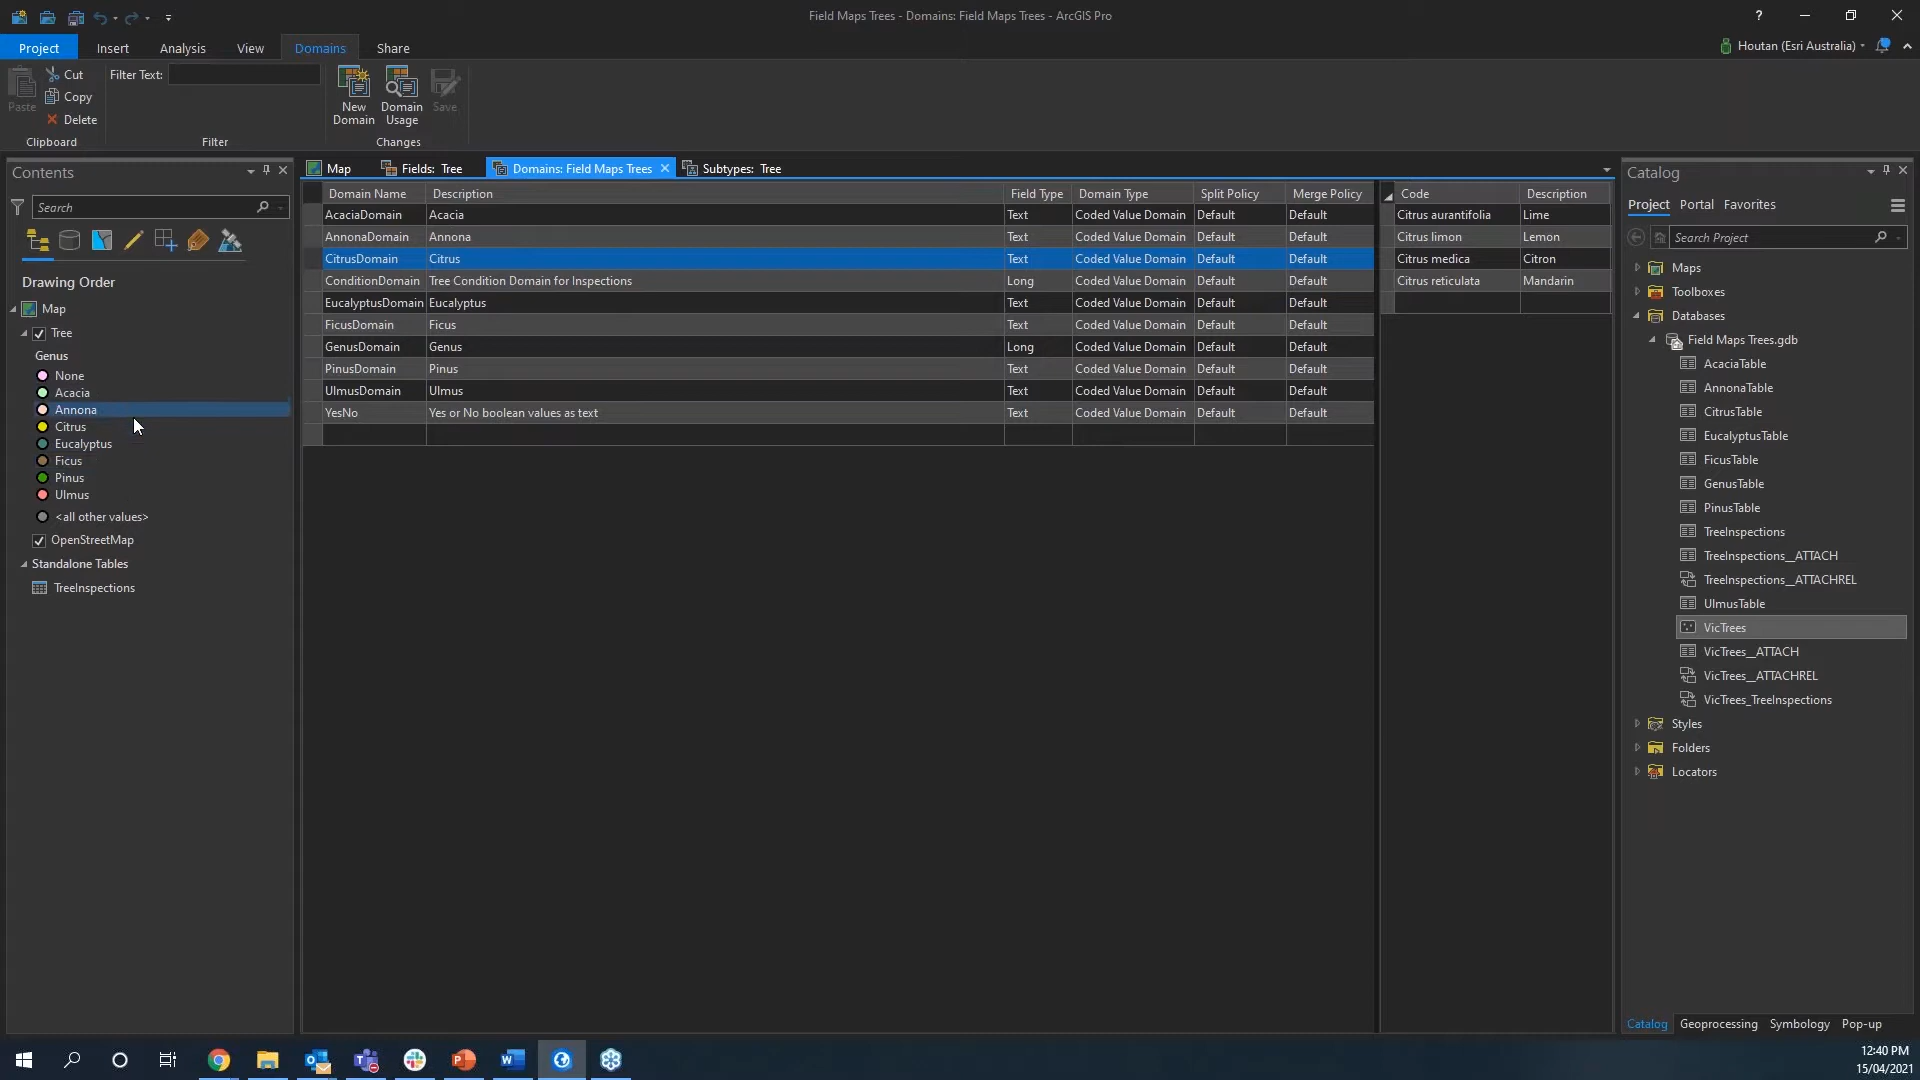 Field Maps Trees - Domains: Field Maps Trees - ArcGIS Pro
?
Project Insert Analysis View Domains Share
Houtan (Esri Australia)
Paste
Cut
Copy
Delete
Clipboard
Filter Text:
Filter
New Domain
Domain Usage
Save
Changes
Contents
Search
Drawing Order
Map
Tree
Genus
None
Acacia
Annona
Citrus
Eucalyptus
Ficus
Pinus
Ulmus
<all other values>
OpenStreetMap
Standalone Tables
TreeInspections
Map Fields: Tree Domains: Field Maps Trees Subtypes: Tree
Domain Name Description Field Type Domain Type Split Policy Merge Policy
AcaciaDomain Acacia Text Coded Value Domain Default Default
AnnonaDomain Annona Text Coded Value Domain Default Default
CitrusDomain Citrus Text Coded Value Domain Default Default
ConditionDomain Tree Condition Domain for Inspections Long Coded Value Domain Default Default
EucalyptusDomain Eucalyptus Text Coded Value Domain Default Default
FicusDomain Ficus Text Coded Value Domain Default Default
GenusDomain Genus Long Coded Value Domain Default Default
PinusDomain Pinus Text Coded Value Domain Default Default
UlmusDomain Ulmus Text Coded Value Domain Default Default
YesNo Yes or No boolean values as text Text Coded Value Domain Default Default
Code Description
Citrus aurantifolia Lime
Citrus limon Lemon
Citrus medica Citron
Citrus reticulata Mandarin
Catalog
Project Portal Favorites
Search Project
Maps
Toolboxes
Databases
Field Maps Trees.gdb
AcaciaTable
AnnonaTable
CitrusTable
EucalyptusTable
FicusTable
GenusTable
PinusTable
TreeInspections
TreeInspections__ATTACH
TreeInspections__ATTACHREL
UlmusTable
VicTrees
VicTrees__ATTACH
VicTrees__ATTACHREL
VicTrees_TreeInspections
Styles
Folders
Locators
Catalog Geoprocessing Symbology Pop-up
12:40 PM
15/04/2021